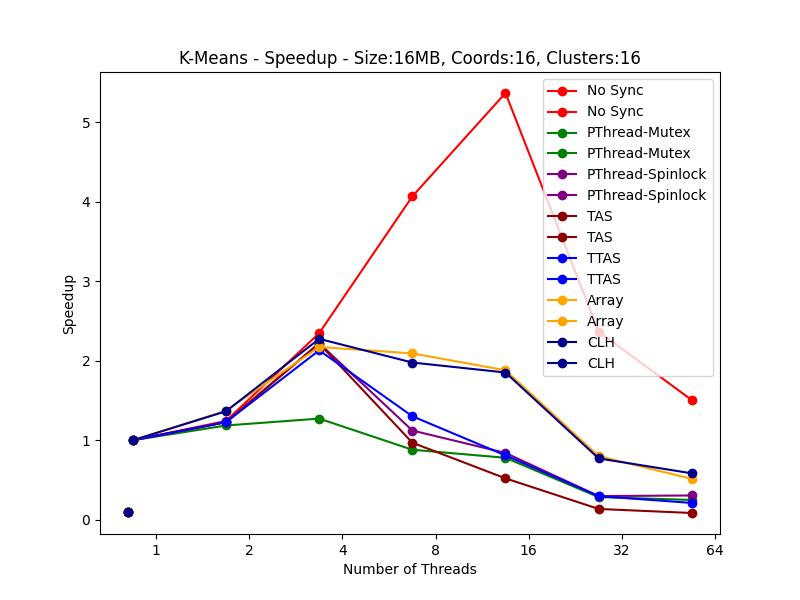 K-Means - Speedup - Size:16MB, Coords:16, Clusters:16
No Sync
No Sync
PThread-Mutex
PThread-Mutex
PThread-Spinlock
PThread-Spinlock
TAS
TAS
TTAS
TTAS
Array
Array
CLH
CLH
5
4
3
2
1
0
Speedup
1 2 4 8 16 32 64
Number of Threads